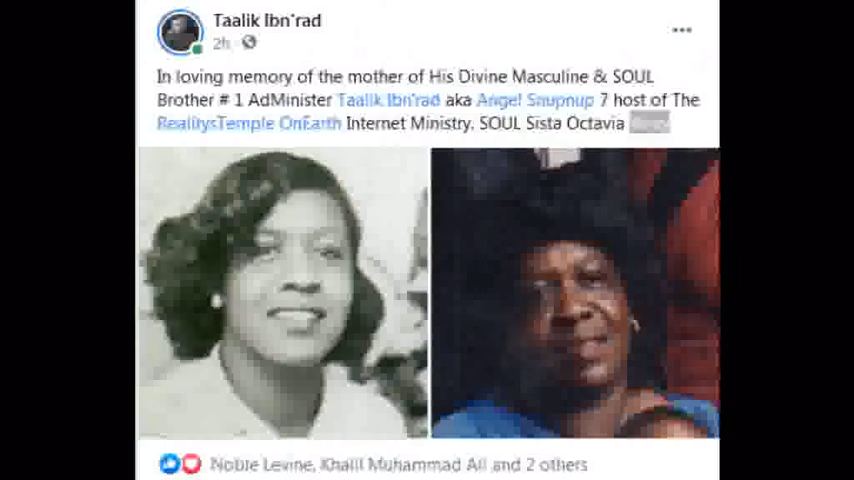 Taalik Ibn'rad
2h
In loving memory of the mother of His Divine Masculine & SOUL
Brother # 1 AdMinister Taalik Ibn'rad aka Angel Snupnup 7 host of The
RealitysTemple OnEarth Internet Ministry. SOUL Sista Octavia
Noble Levine, Khalil Muhammad Ali and 2 others